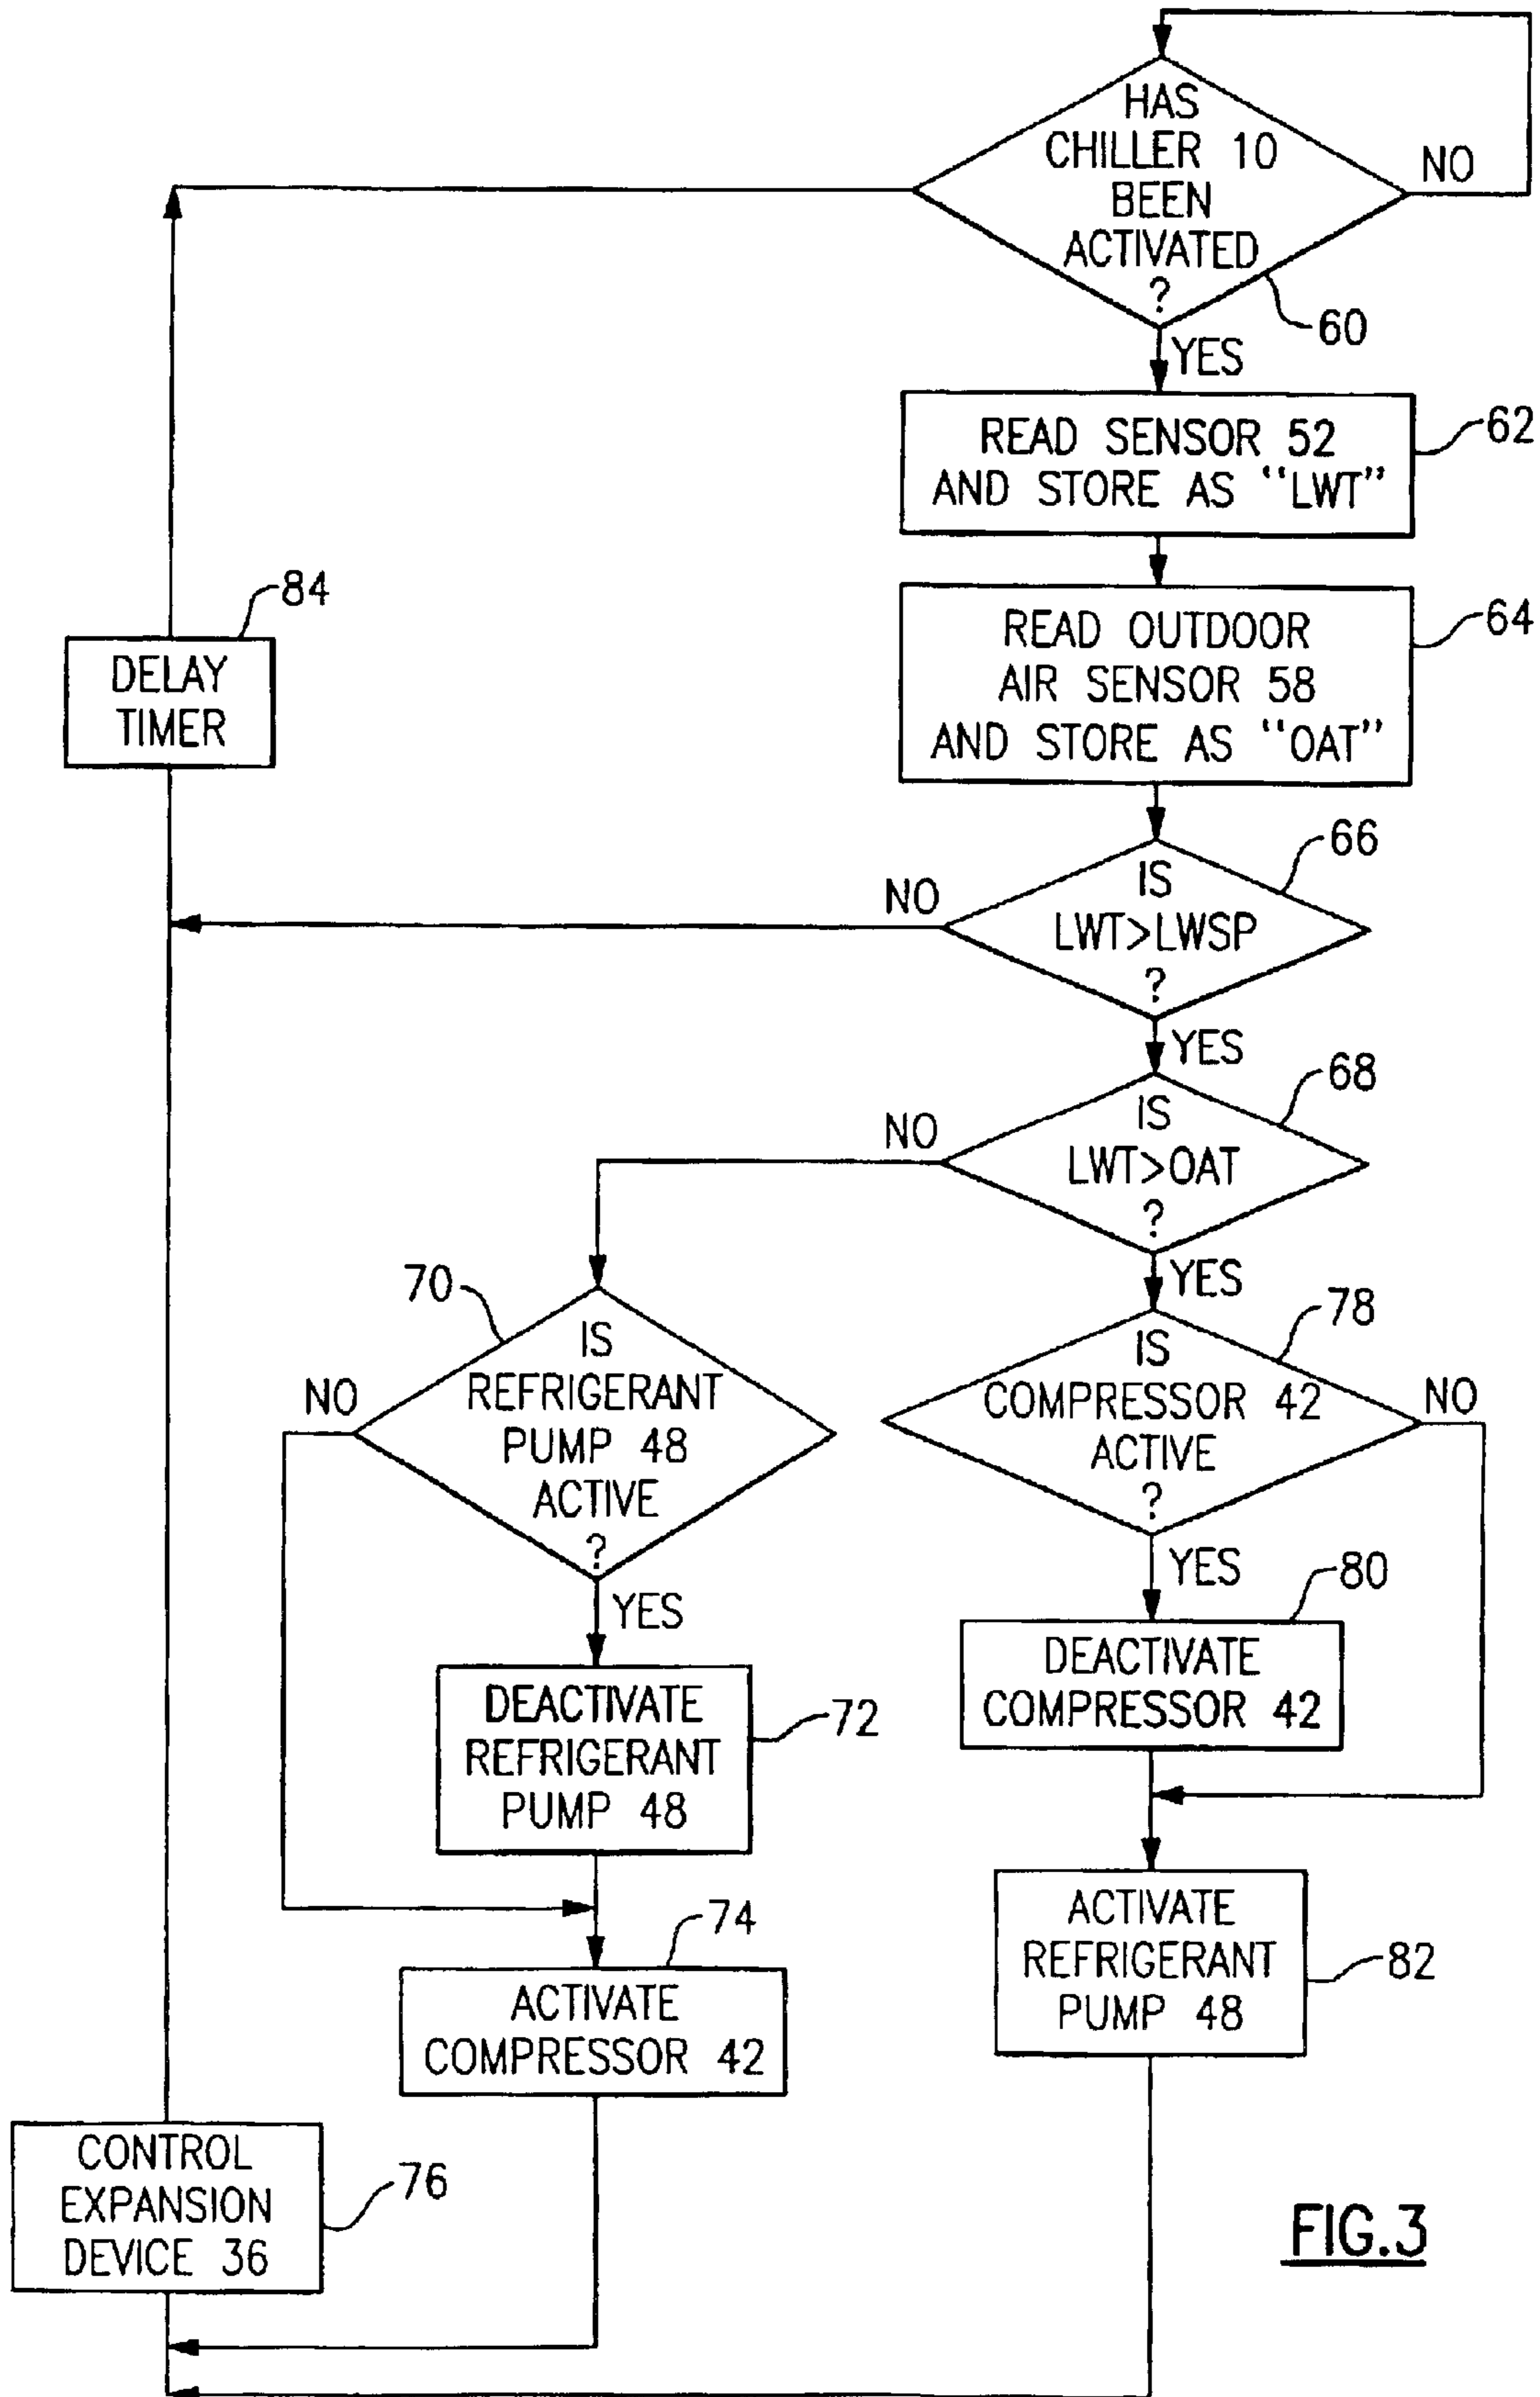 HAS
CHILLER 10
BEEN
ACTIVATED
?
NO
60
YES
READ SENSOR 52
AND STORE AS "LWT"
62
READ OUTDOOR
AIR SENSOR 58
AND STORE AS "OAT"
64
84
DELAY
TIMER
66
NO
IS
LWT>LWSP
?
YES
68
NO
IS
LWT>OAT
?
YES
70
NO
IS
REFRIGERANT
PUMP 48
ACTIVE
?
YES
78
IS
COMPRESSOR 42
ACTIVE
?
NO
YES
80
DEACTIVATE
COMPRESSOR 42
DEACTIVATE
REFRIGERANT
PUMP 48
72
74
ACTIVATE
COMPRESSOR 42
ACTIVATE
REFRIGERANT
PUMP 48
82
CONTROL
EXPANSION
DEVICE 36
76
FIG.3